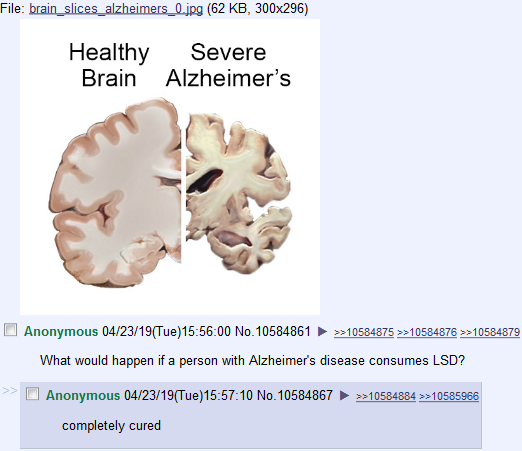 File: brain_slices_alzheimers_0.jpg (62 KB, 300x296)
Healthy Severe
Brain Alzheimer’s
Anonymous 04/23/19(Tue)15:56:00 No.10584861 ▶ >>10584875 >>10584876 >>10584879
What would happen if a person with Alzheimer's disease consumes LSD?
>> Anonymous 04/23/19(Tue)15:57:10 No.10584867 ▶ >>10584884 >>10585966
completely cured